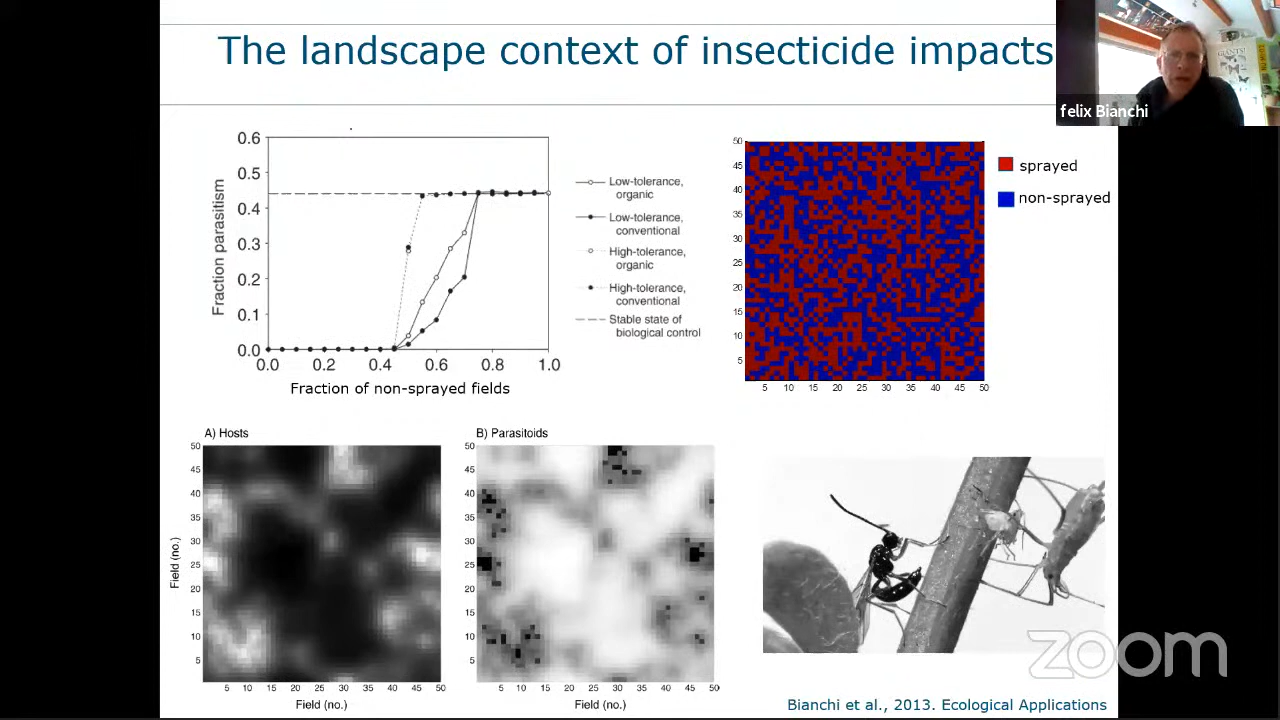 The landscape context of insecticide impacts
felix Bianchi
0.6
0.5
0.4
0.3
0.2
0.1
0.0
Fraction parasitism
0.0 0.2 0.4 0.6 0.8 1.0
Fraction of non-sprayed fields
Low-tolerance,
organic
Low-tolerance,
conventional
High-tolerance,
organic
High-tolerance,
conventional
Stable state of
biological control
50
45
40
35
30
25
20
15
10
5
5 10 15 20 25 30 35 40 45 50
sprayed
non-sprayed
A) Hosts
50
45
40
35
30
25
20
15
10
5
Field (no.)
5 10 15 20 25 30 35 40 45 50
Field (no.)
B) Parasitoids
50
45
40
35
30
25
20
15
10
5
5 10 15 20 25 30 35 40 45 50
Field (no.)
zoom
Bianchi et al., 2013. Ecological Applications